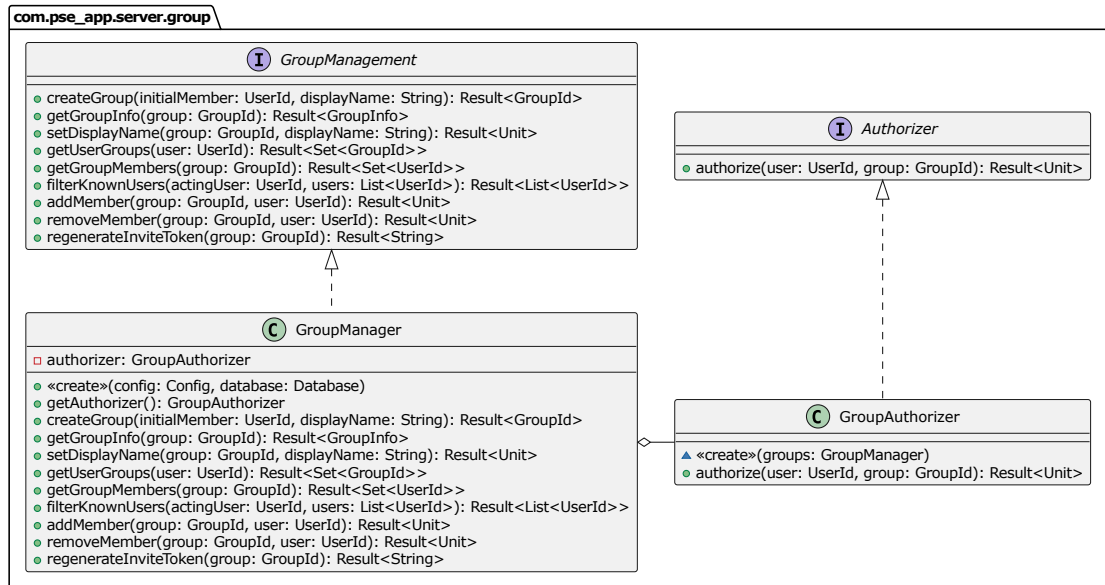 com.pse_app.server.group
I GroupManagement
createGroup(initialMember: UserId, displayName: String): Result<GroupId>
getGroupInfo(group: GroupId): Result<GroupInfo>
setDisplayName(group: GroupId, displayName: String): Result<Unit>
getUserGroups(user: UserId): Result<Set<GroupId>>
getGroupMembers(group: GroupId): Result<Set<UserId>>
filterKnownUsers(actingUser: UserId, users: List<UserId>): Result<List<UserId>>
addMember(group: GroupId, user: UserId): Result<Unit>
removeMember(group: GroupId, user: UserId): Result<Unit>
regenerateInviteToken(group: GroupId): Result<String>
I Authorizer
authorize(user: UserId, group: GroupId): Result<Unit>
C GroupManager
authorizer: GroupAuthorizer
«create»(config: Config, database: Database)
getAuthorizer(): GroupAuthorizer
createGroup(initialMember: UserId, displayName: String): Result<GroupId>
getGroupInfo(group: GroupId): Result<GroupInfo>
setDisplayName(group: GroupId, displayName: String): Result<Unit>
getUserGroups(user: UserId): Result<Set<GroupId>>
getGroupMembers(group: GroupId): Result<Set<UserId>>
filterKnownUsers(actingUser: UserId, users: List<UserId>): Result<List<UserId>>
addMember(group: GroupId, user: UserId): Result<Unit>
removeMember(group: GroupId, user: UserId): Result<Unit>
regenerateInviteToken(group: GroupId): Result<String>
C GroupAuthorizer
«create»(groups: GroupManager)
authorize(user: UserId, group: GroupId): Result<Unit>